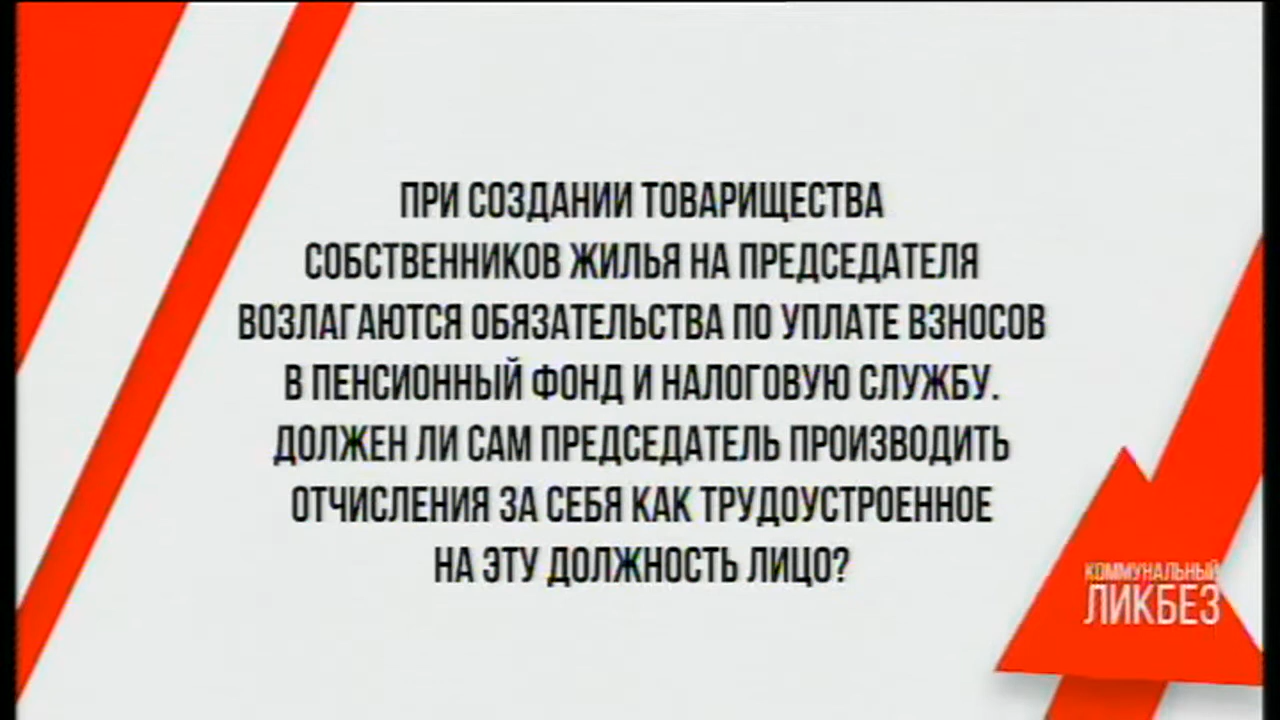 ПРИ СОЗДАНИИ ТОВАРИЩЕСТВА
СОБСТВЕННИКОВ ЖИЛЬЯ НА ПРЕДСЕДАТЕЛЯ
ВОЗЛАГАЮТСЯ ОБЯЗАТЕЛЬСТВА ПО УПЛАТЕ ВЗНОСОВ
В ПЕНСИОННЫЙ ФОНД И НАЛОГОВУЮ СЛУЖБУ.
ДОЛЖЕН ЛИ САМ ПРЕДСЕДАТЕЛЬ ПРОИЗВОДИТЬ
ОТЧИСЛЕНИЯ ЗА СЕБЯ КАК ТРУДОУСТРОЕННОЕ
НА ЭТУ ДОЛЖНОСТЬ ЛИЦО?
КОММУНАЛЬНЫЙ
ЛИКБЕЗ